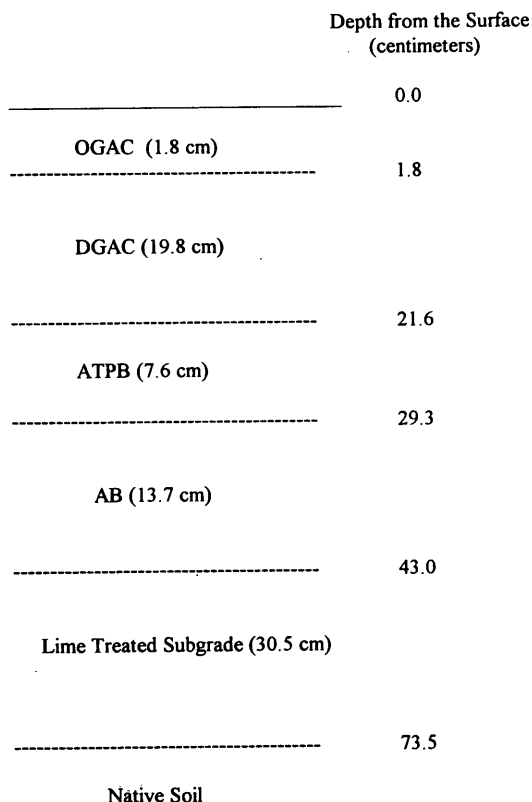 Depth from the Surface
(centimeters)
0.0
OGAC (1.8 cm)
1.8
DGAC (19.8 cm)
21.6
ATPB (7.6 cm)
29.3
AB (13.7 cm)
43.0
Lime Treated Subgrade (30.5 cm)
73.5
Native Soil